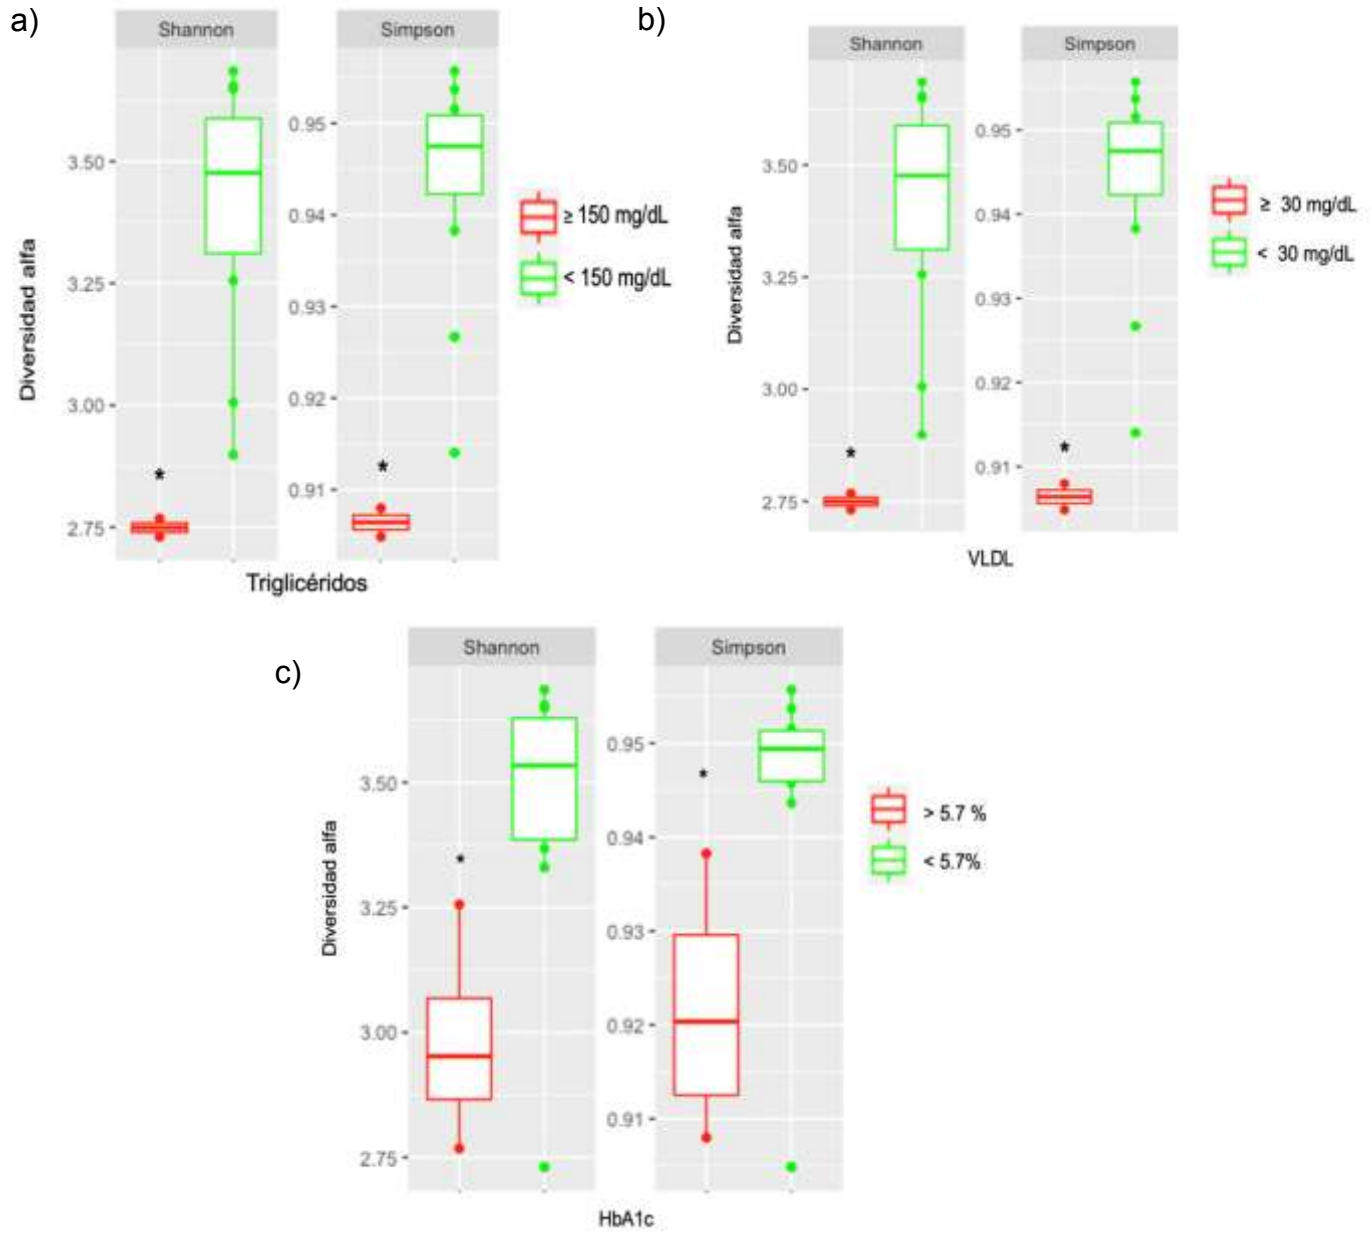 a)
Shannon
Simpson
3.50
3.25
3.00
2.75
0.95
0.94
0.93
0.92
0.91
Diversidad alfa
*
*
≥ 150 mg/dL
< 150 mg/dL
Triglicéridos
b)
Shannon
Simpson
3.50
3.25
3.00
2.75
0.95
0.94
0.93
0.92
0.91
Diversidad alfa
*
*
≥ 30 mg/dL
< 30 mg/dL
VLDL
c)
Shannon
Simpson
3.50
3.25
3.00
2.75
0.95
0.94
0.93
0.92
0.91
Diversidad alfa
*
*
> 5.7 %
< 5.7%
HbA1c